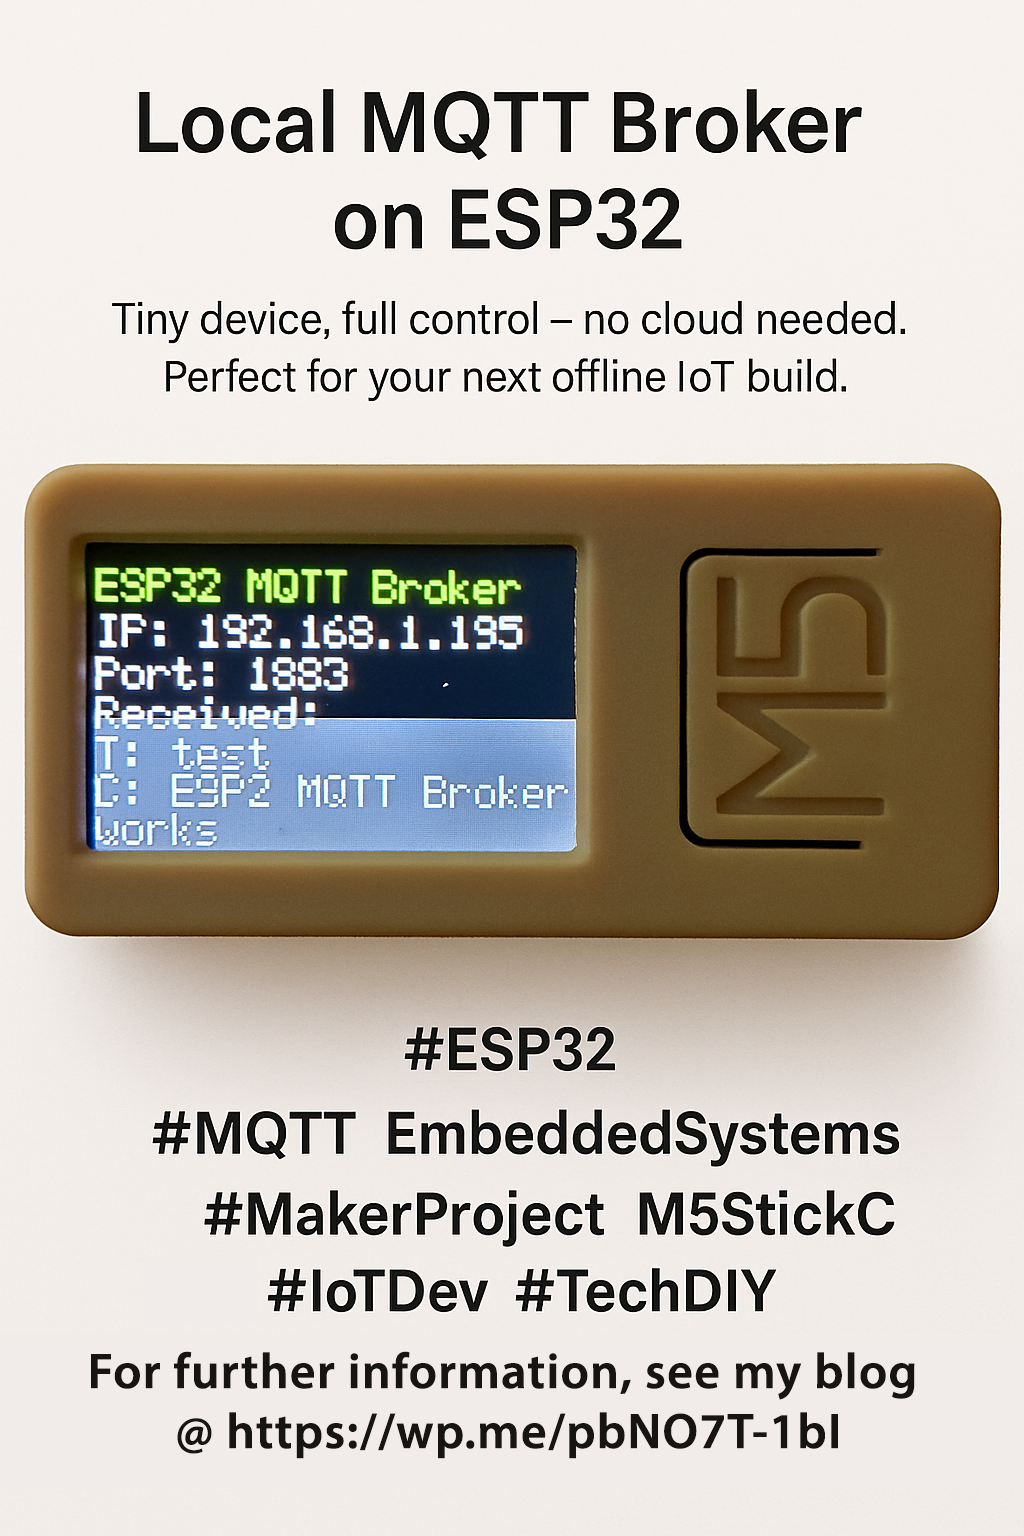 Local MQTT Broker
on ESP32
Tiny device, full control – no cloud needed.
Perfect for your next offline IoT build.
ESP32 MQTT Broker
IP: 192.168.1.195
Port: 1883
Received:
T: test
C: E9P2 MQTT Broker
works
M5
#ESP32
#MQTT EmbeddedSystems
#MakerProject M5StickC
#IoTDev #TechDIY
For further information, see my blog
@ https://wp.me/pbNO7T-1bI